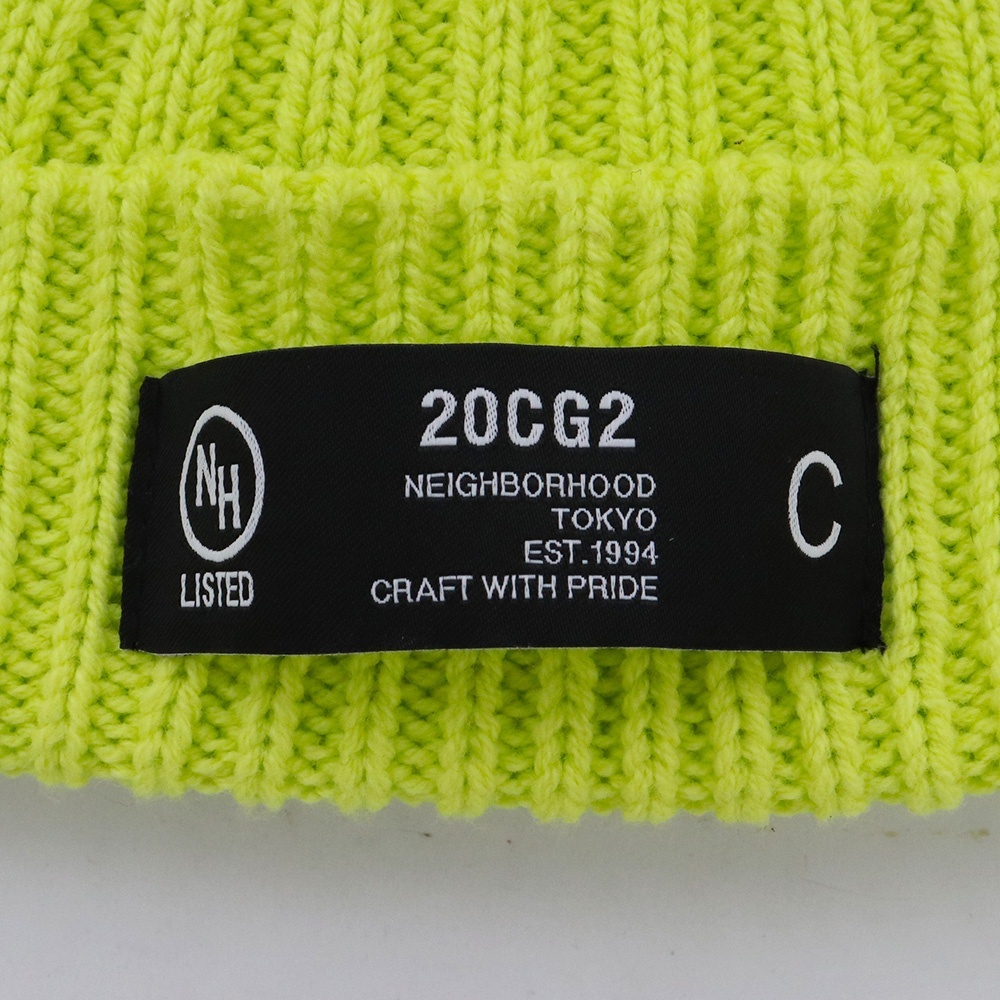 NH
LISTED
20CG2
NEIGHBORHOOD
TOKYO
EST.1994
CRAFT WITH PRIDE
C